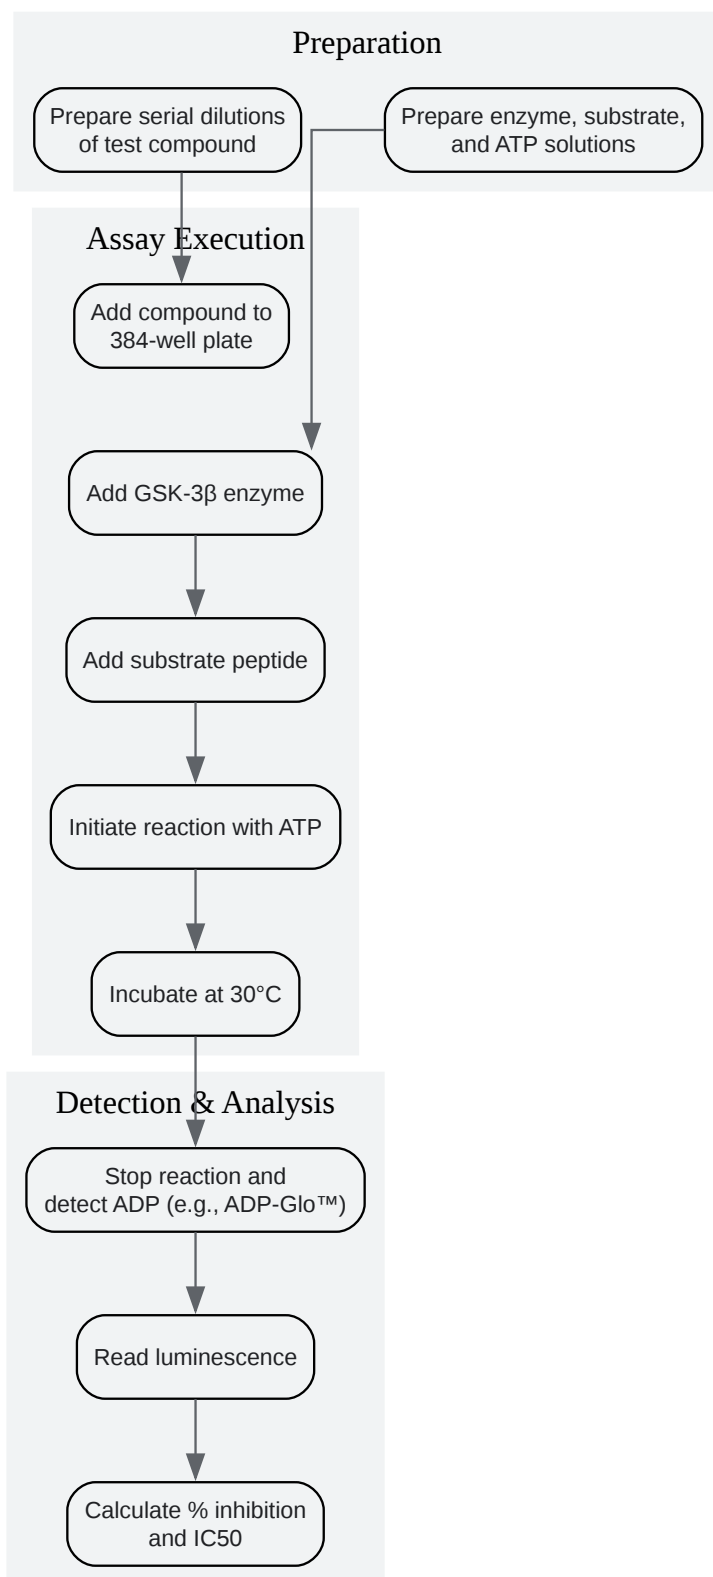 Preparation
Prepare serial dilutions
of test compound
Prepare enzyme, substrate,
and ATP solutions
Assay Execution
Add compound to
384-well plate
Add GSK-3β enzyme
Add substrate peptide
Initiate reaction with ATP
Incubate at 30°C
Detection & Analysis
Stop reaction and
detect ADP (e.g., ADP-Glo™)
Read luminescence
Calculate % inhibition
and IC50